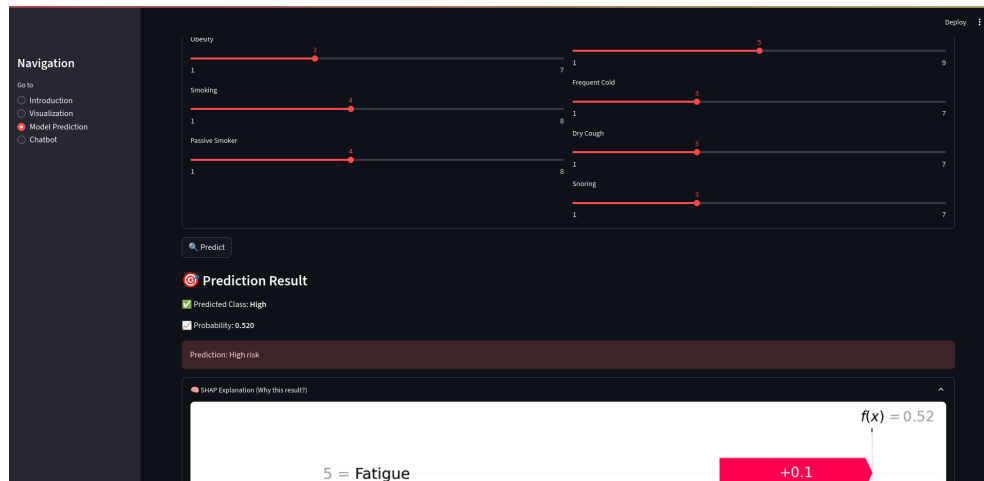 Deploy
Navigation
Go to
Introduction
Visualization
Model Prediction
Chatbot
Obesity
3
1
7
Smoking
4
1
8
Passive Smoker
4
1
8
5
1
9
Frequent Cold
3
1
7
Dry Cough
3
1
7
Snoring
3
1
7
🔍 Predict
🎯 Prediction Result
✅ Predicted Class: High
📈 Probability: 0.520
Prediction: High risk
🧠 SHAP Explanation (Why this result?)
f(x) = 0.52
5 = Fatigue
+0.1